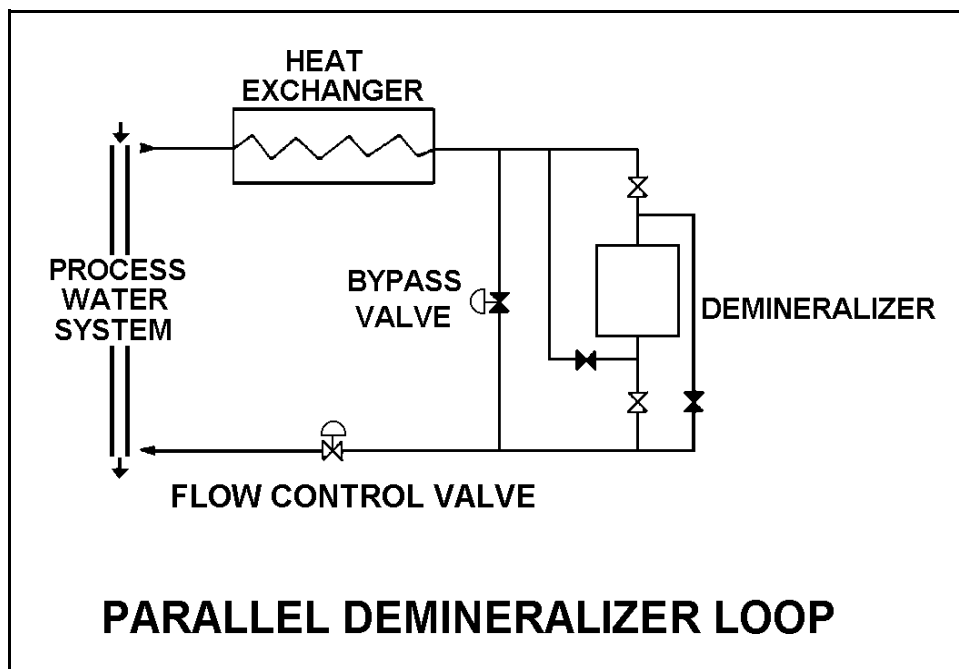 HEAT
EXCHANGER
PROCESS
WATER
SYSTEM
BYPASS
VALVE
DEMINERALIZER
FLOW CONTROL VALVE
PARALLEL DEMINERALIZER LOOP